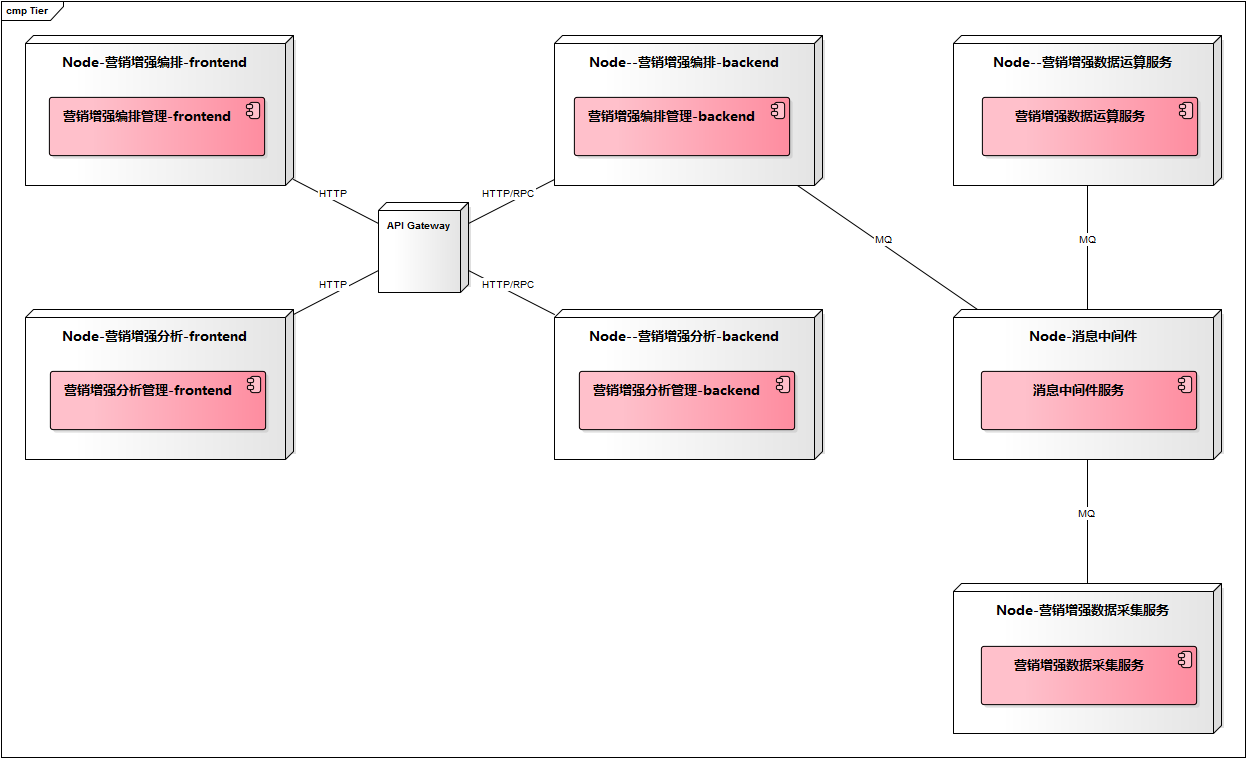 cmp Tier
Node-营销增强编排-frontend
营销增强编排管理-frontend
Node--营销增强编排-backend
营销增强编排管理-backend
Node--营销增强数据运算服务
营销增强数据运算服务
HTTP
HTTP/RPC
API Gateway
MQ
MQ
HTTP
HTTP/RPC
Node-营销增强分析-frontend
营销增强分析管理-frontend
Node--营销增强分析-backend
营销增强分析管理-backend
Node-消息中间件
消息中间件服务
MQ
Node-营销增强数据采集服务
营销增强数据采集服务